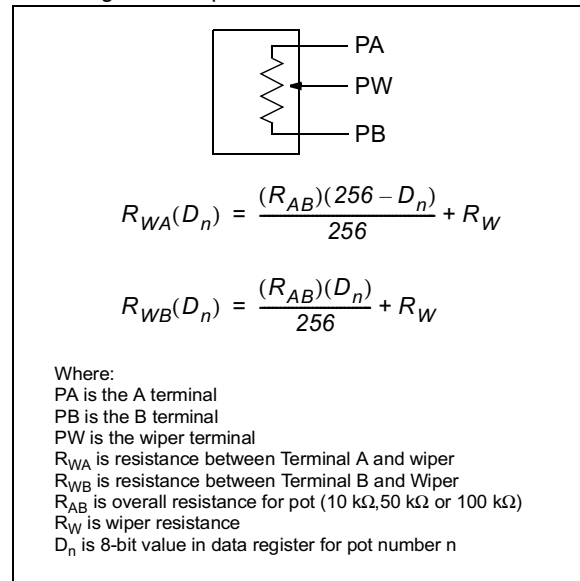 PA
PW
PB
R_WA(D_n) = (R_AB)(256 – D_n) / 256 + R_W
R_WB(D_n) = (R_AB)(D_n) / 256 + R_W
Where:
PA is the A terminal
PB is the B terminal
PW is the wiper terminal
R_WA is resistance between Terminal A and wiper
R_WB is resistance between Terminal B and Wiper
R_AB is overall resistance for pot (10 kΩ,50 kΩ or 100 kΩ)
R_W is wiper resistance
D_n is 8-bit value in data register for pot number n